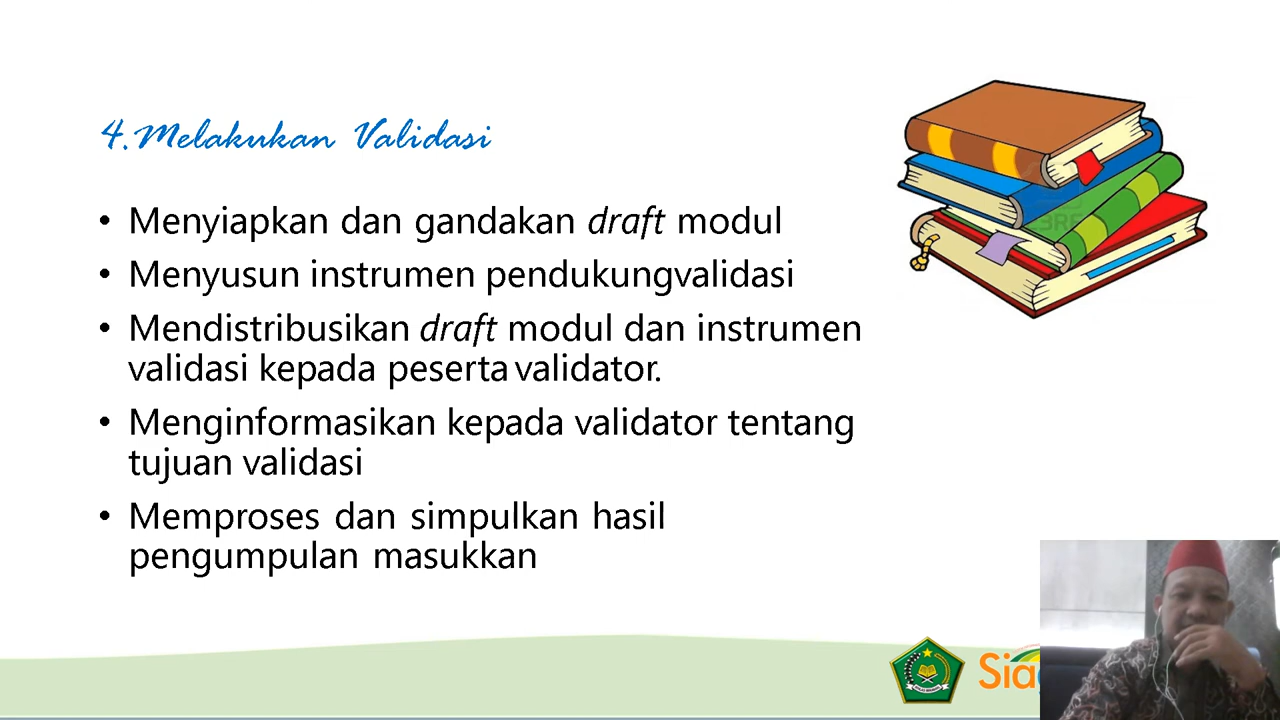 4. Melakukan Validasi
• Menyiapkan dan gandakan draft modul
• Menyusun instrumen pendukungvalidasi
• Mendistribusikan draft modul dan instrumen
validasi kepada peserta validator.
• Menginformasikan kepada validator tentang
tujuan validasi
• Memproses dan simpulkan hasil
pengumpulan masukkan